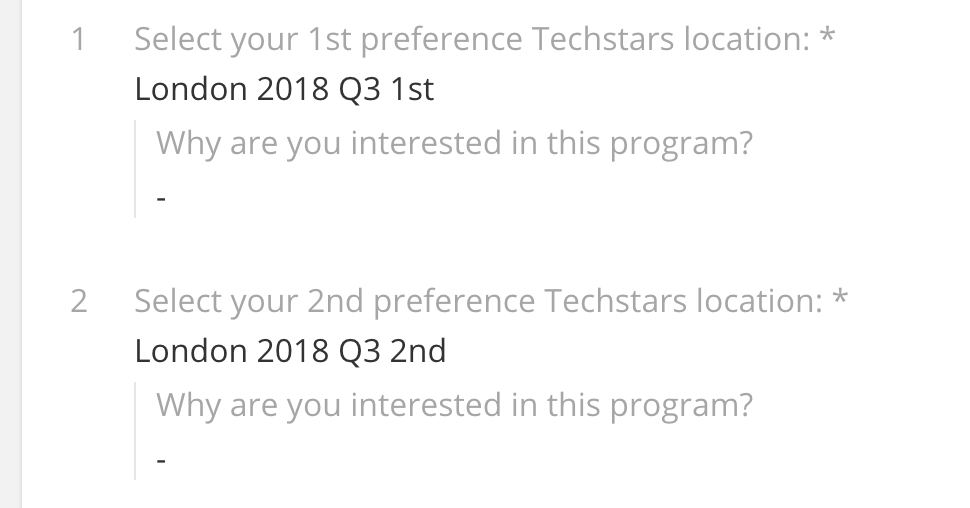 1 Select your 1st preference Techstars location: *
London 2018 Q3 1st
Why are you interested in this program?
-
2 Select your 2nd preference Techstars location: *
London 2018 Q3 2nd
Why are you interested in this program?
-